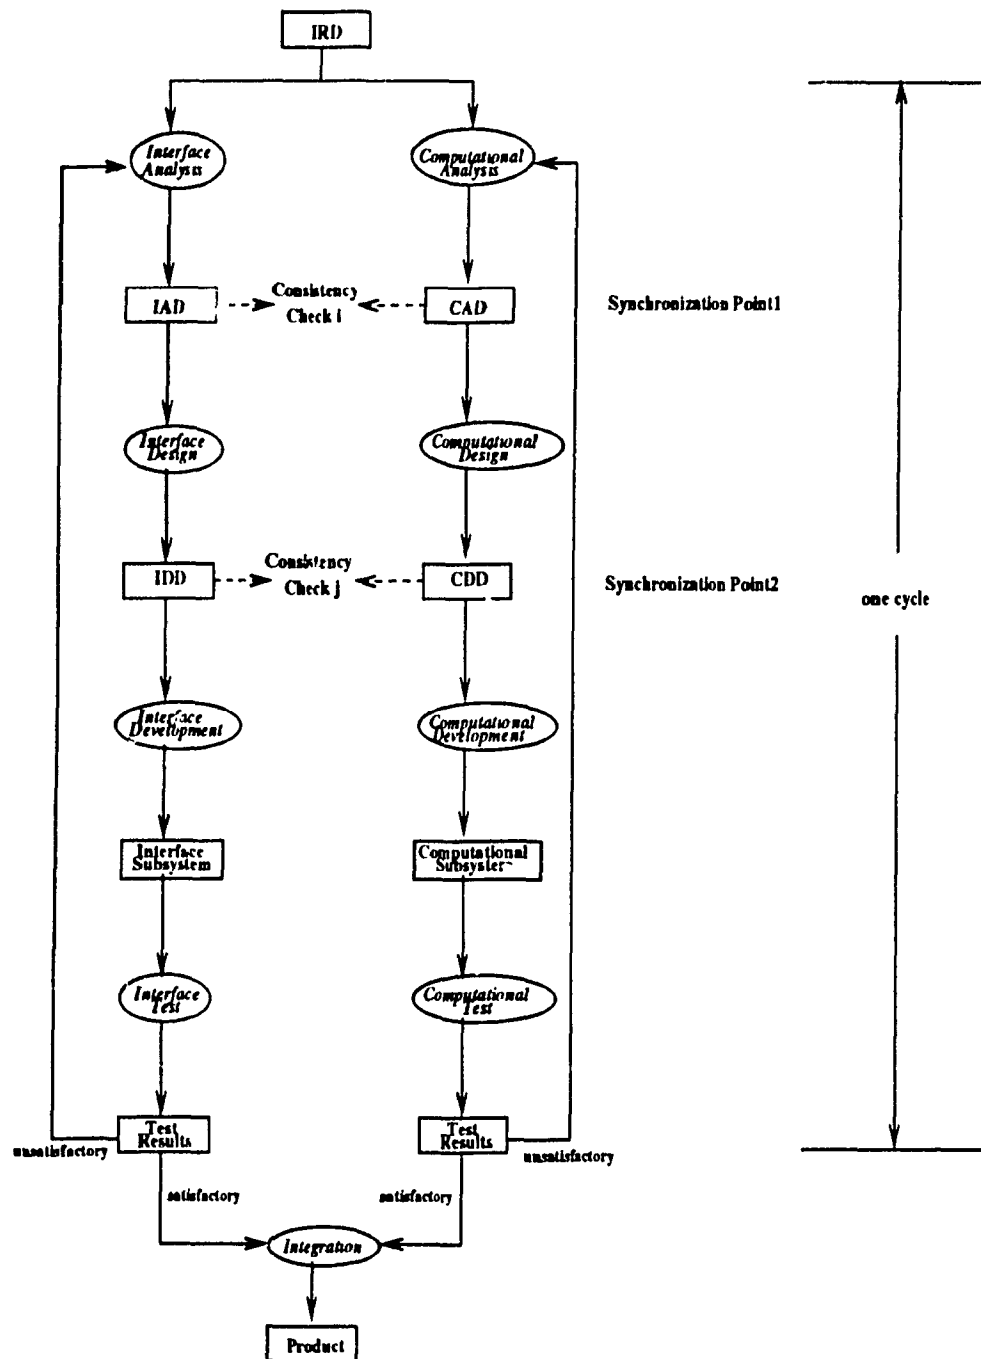 IRD
Interface
Analysis
Computational
Analysis
IAD
Consistency
Check i
CAD
Synchronization Point1
Interface
Design
Computational
Design
IDD
Consistency
Check j
CDD
Synchronization Point2
one cycle
Interface
Development
Computational
Development
Interface
Subsystem
Computational
Subsystem
Interface
Test
Computational
Test
Test
Results
Test
Results
unsatisfactory
unsatisfactory
satisfactory
satisfactory
Integration
Product